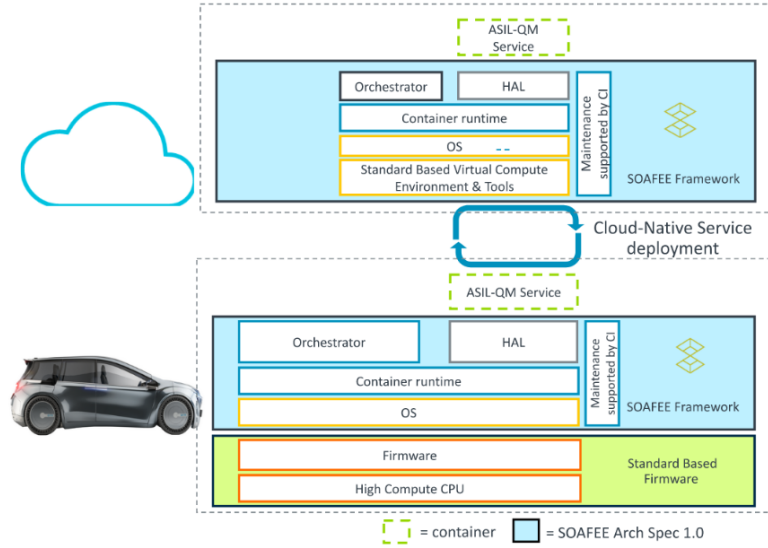 ASIL-QM
Service
Orchestrator
HAL
Container runtime
OS
Standard Based Virtual Compute
Environment & Tools
Maintenance
supported by CI
SOAFEE Framework
Cloud-Native Service
deployment
ASIL-QM Service
Orchestrator
HAL
Container runtime
OS
Maintenance
supported by CI
SOAFEE Framework
Firmware
High Compute CPU
Standard Based
Firmware
= container
= SOAFEE Arch Spec 1.0